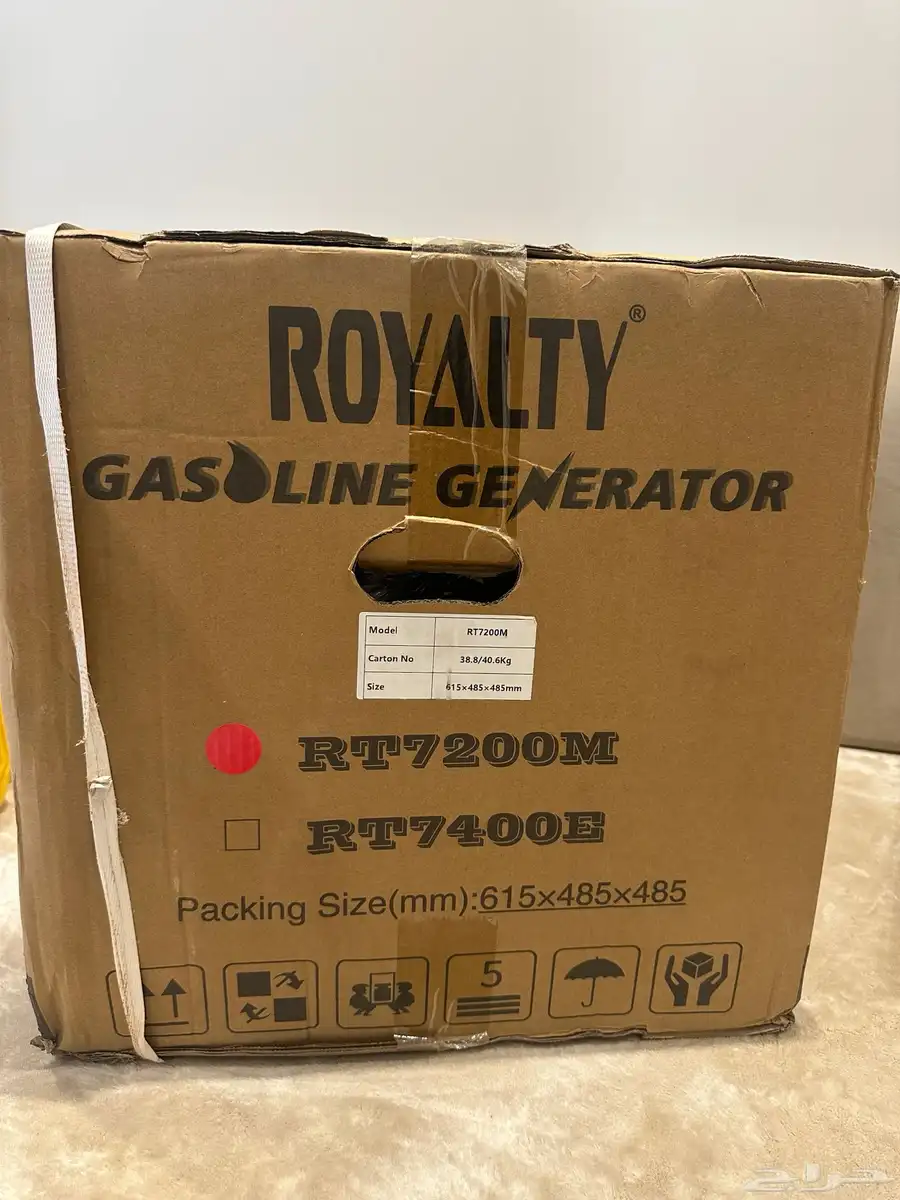 ROYALTY®
GASOLINE GENERATOR
Model RT7200M
Carton No 38.8/40.6Kg
Size 615×485×485mm
RT7200M
RT7400E
Packing Size(mm):615×485×485
5
حراج